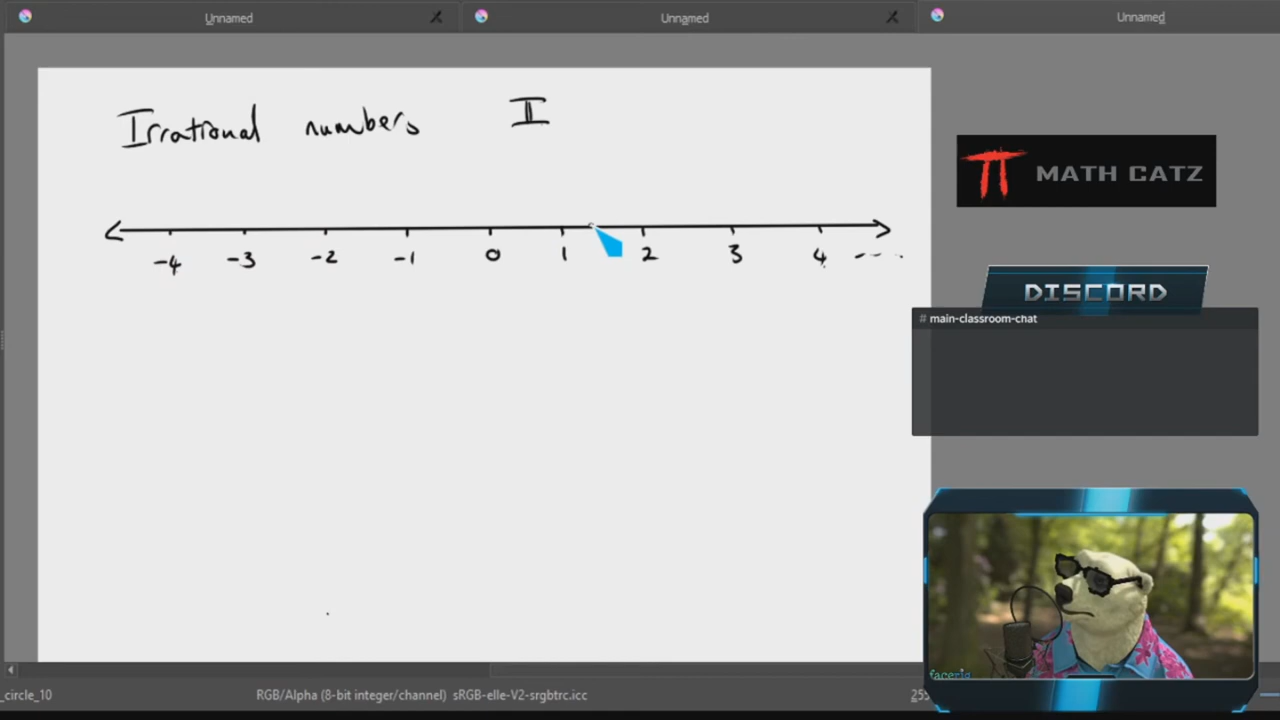 Unnamed
Unnamed
Unnamed
Irrational numbers 𝕀
-4 -3 -2 -1 0 1 2 3 4 ----.
MATH CATZ
DISCORD
# main-classroom-chat
facerig
_circle_10
RGB/Alpha (8-bit integer/channel) sRGB-elle-V2-srgbtrc.icc